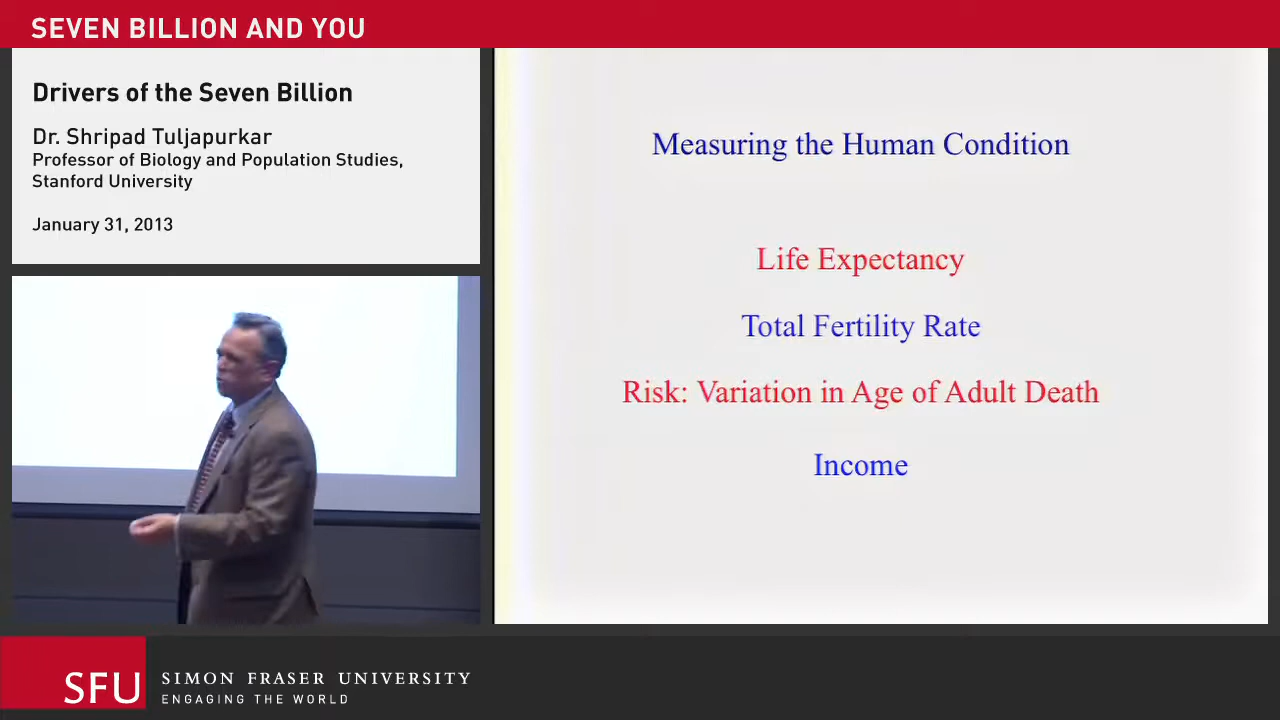 SEVEN BILLION AND YOU
Drivers of the Seven Billion
Dr. Shripad Tuljapurkar
Professor of Biology and Population Studies,
Stanford University
January 31, 2013
Measuring the Human Condition
Life Expectancy
Total Fertility Rate
Risk: Variation in Age of Adult Death
Income
SFU
SIMON FRASER UNIVERSITY
ENGAGING THE WORLD